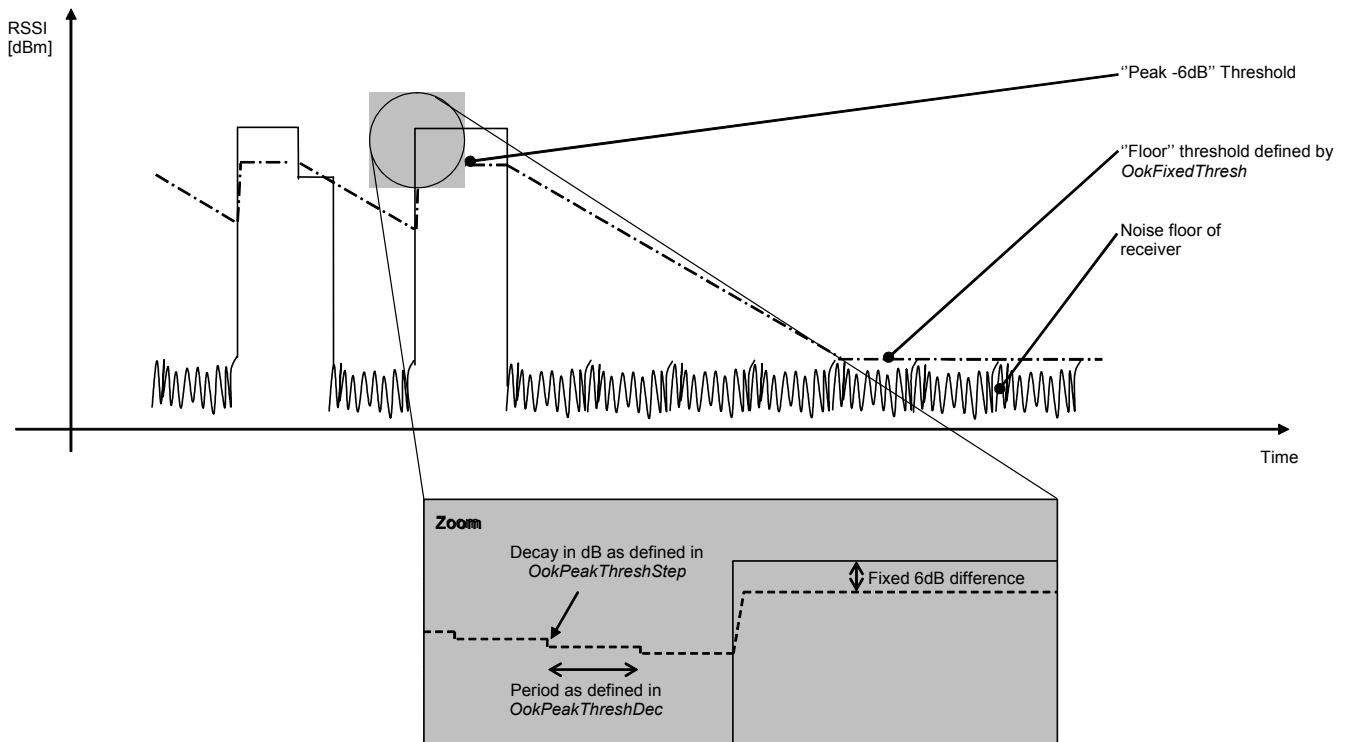 RSSI
[dBm]
‘’Peak -6dB’’ Threshold
‘’Floor’’ threshold defined by
OokFixedThresh
Noise floor of
receiver
Time
Zoom
Decay in dB as defined in
OokPeakThreshStep
Fixed 6dB difference
Period as defined in
OokPeakThreshDec